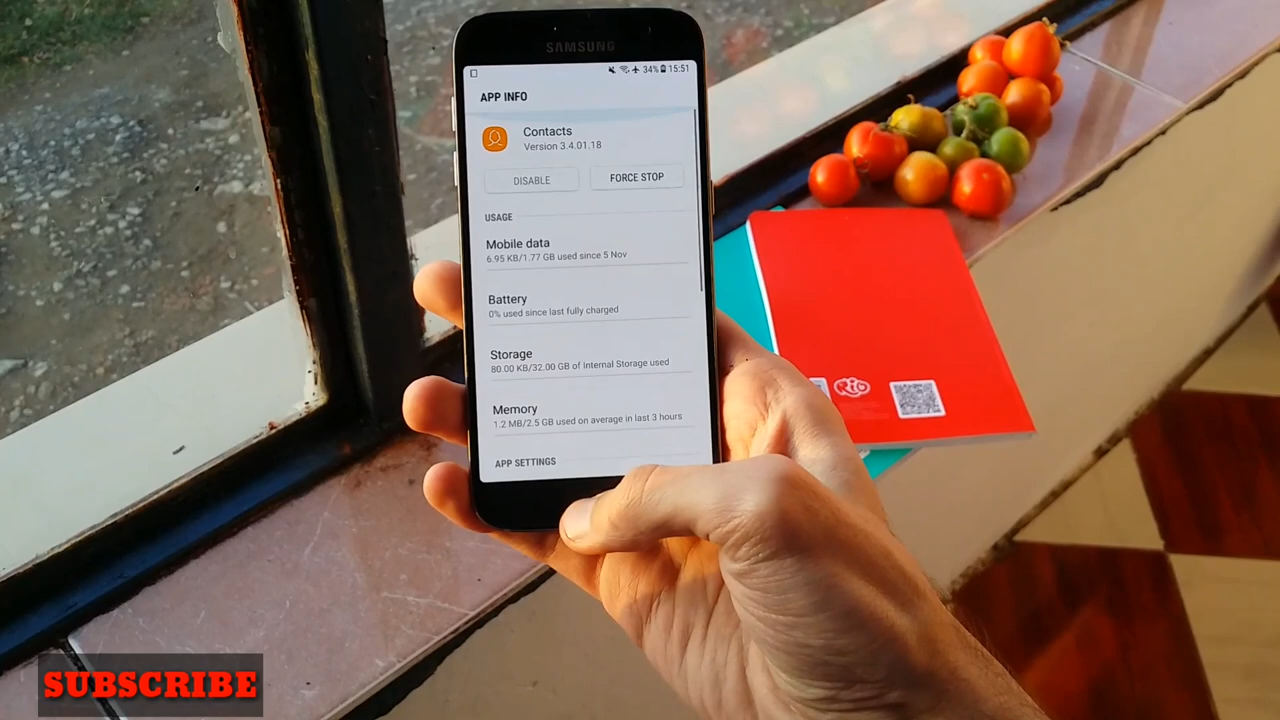 SAMSUNG
34% 15:51
APP INFO
Contacts
Version 3.4.01.18
DISABLE
FORCE STOP
USAGE
Mobile data
6.95 KB/1.77 GB used since 5 Nov
Battery
0% used since last fully charged
Storage
80.00 KB/32.00 GB of Internal Storage used
Memory
1.2 MB/2.5 GB used on average in last 3 hours
APP SETTINGS
Rio
SUBSCRIBE